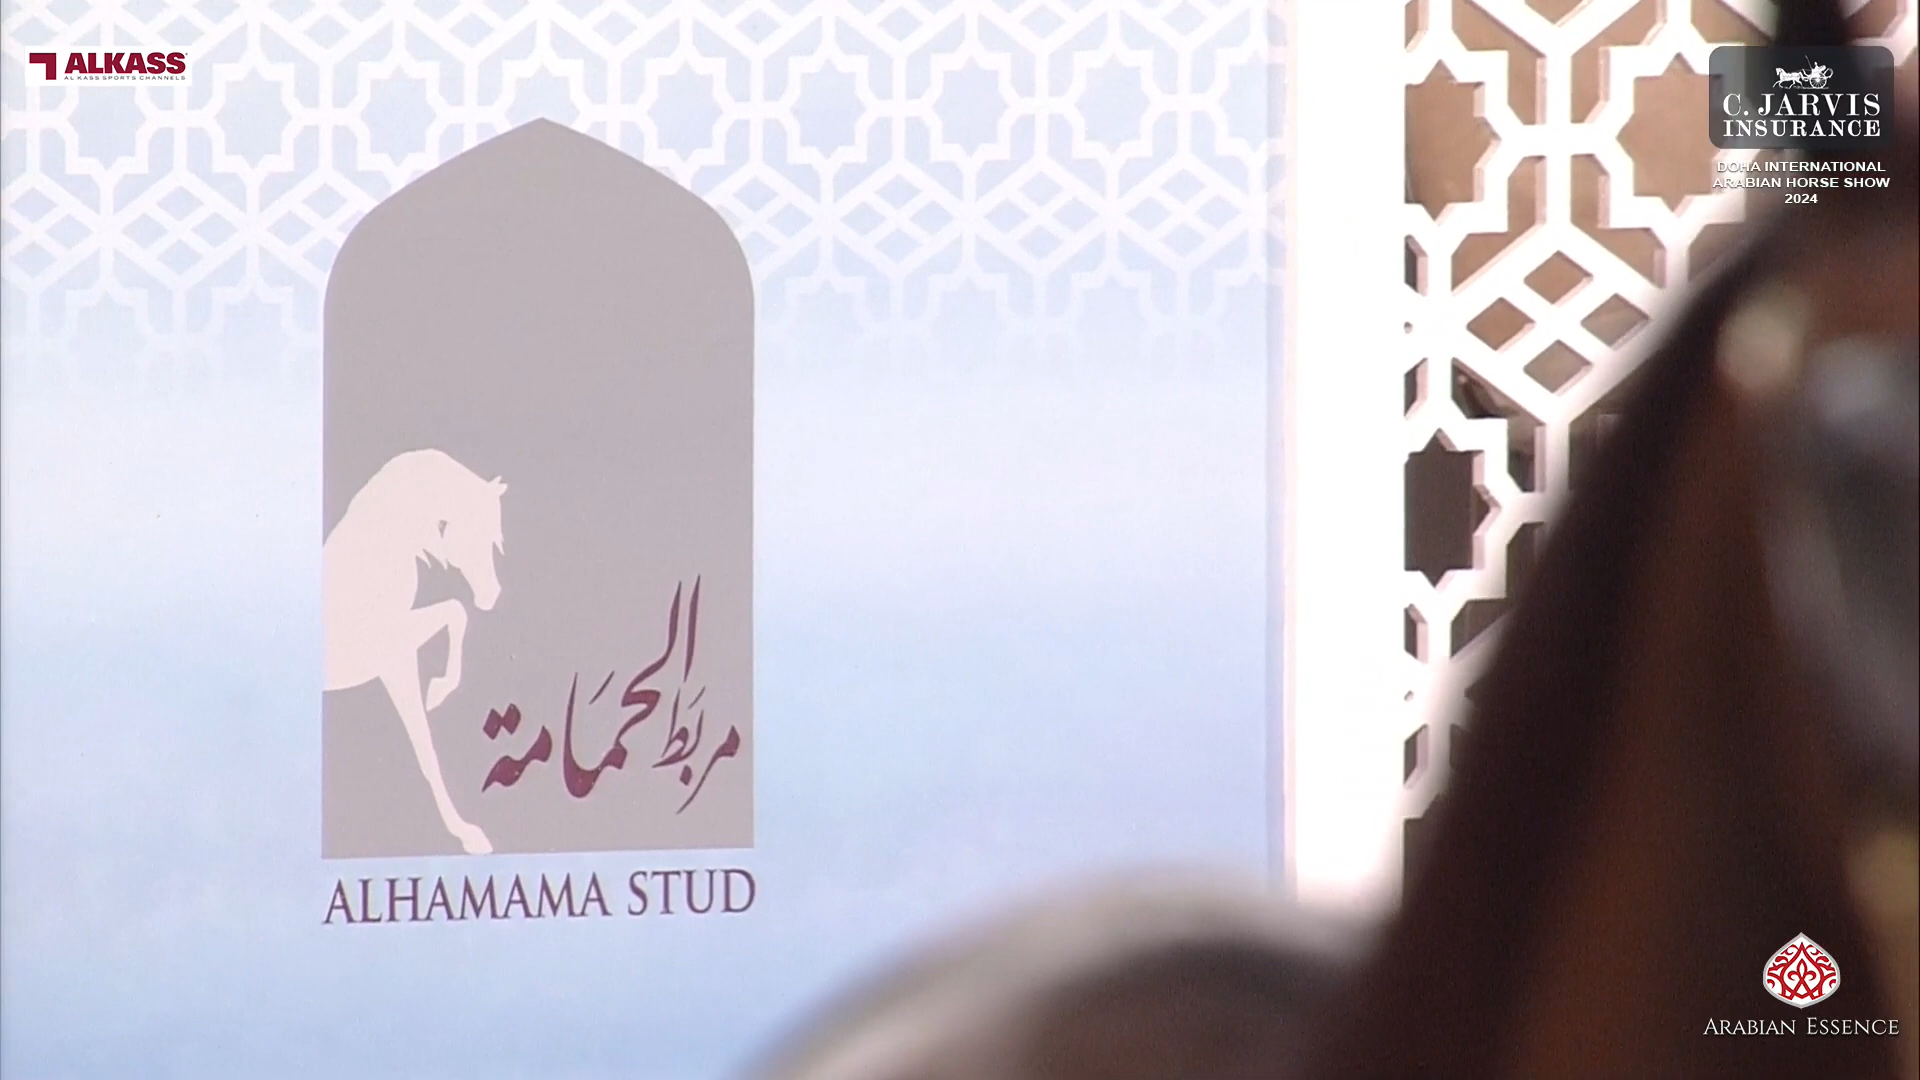 ALKASS
AL KASS SPORTS CHANNELS
C. JARVIS
INSURANCE
DOHA INTERNATIONAL
ARABIAN HORSE SHOW
2024
مربط الحمامة
ALHAMAMA STUD
ARABIAN ESSENCE